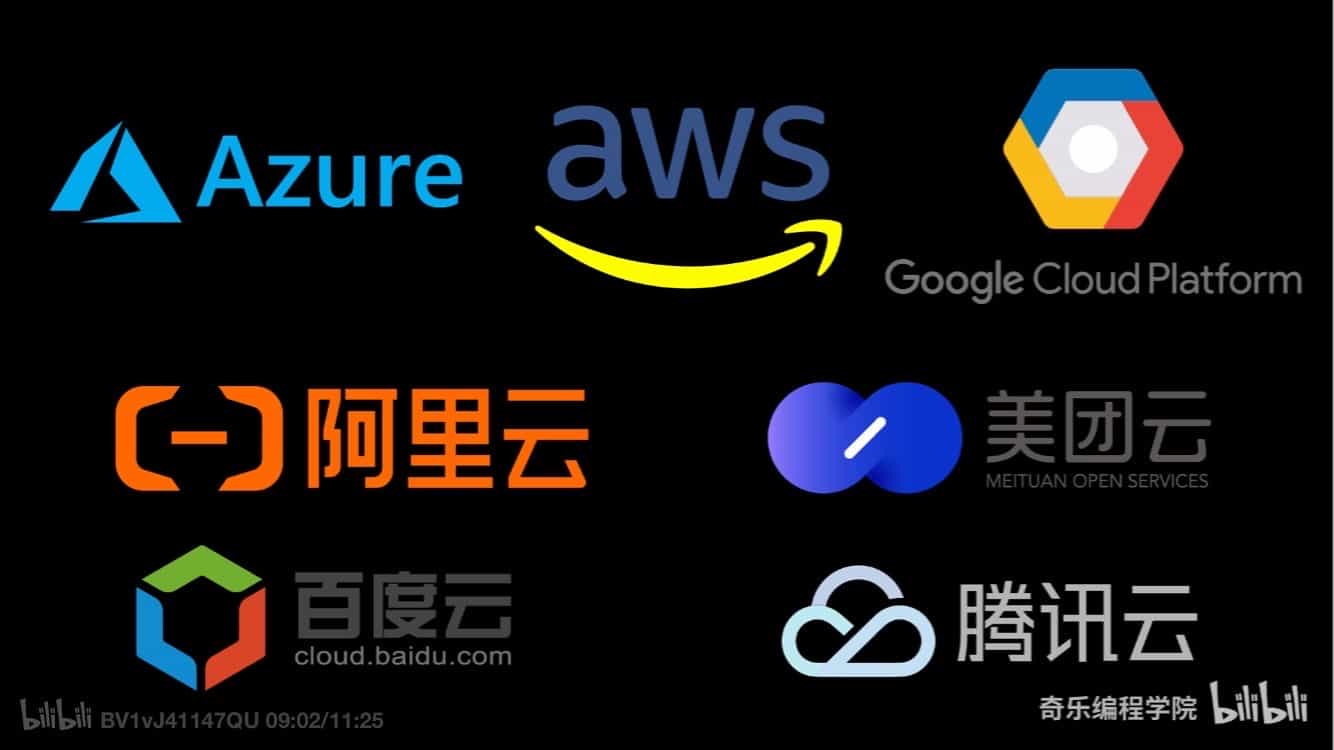 Azure
aws
Google Cloud Platform
阿里云
美团云
MEITUAN OPEN SERVICES
百度云
cloud.baidu.com
腾讯云
奇乐编程学院 bilibili
bilibili BV1vJ41147QU 09:02/11:25